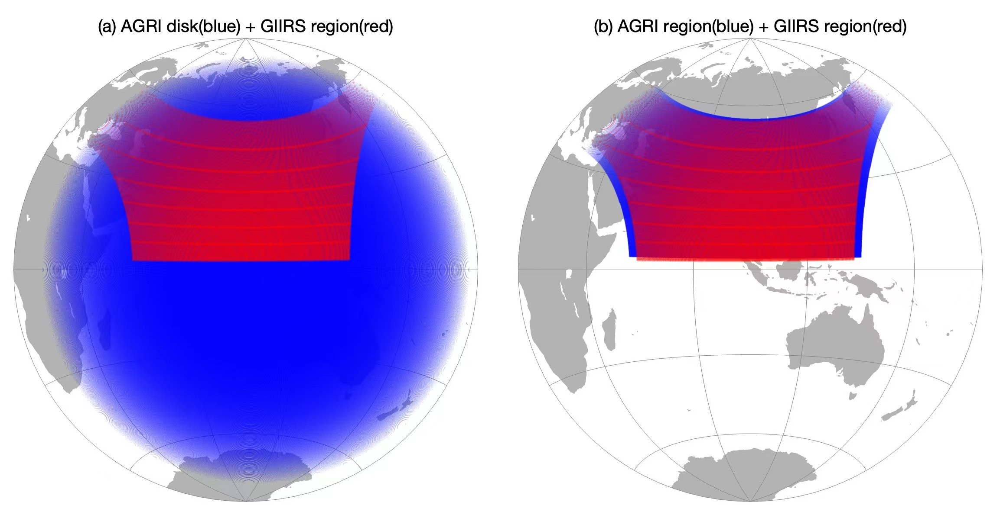 (a) AGRI disk(blue) + GIIRS region(red)
(b) AGRI region(blue) + GIIRS region(red)